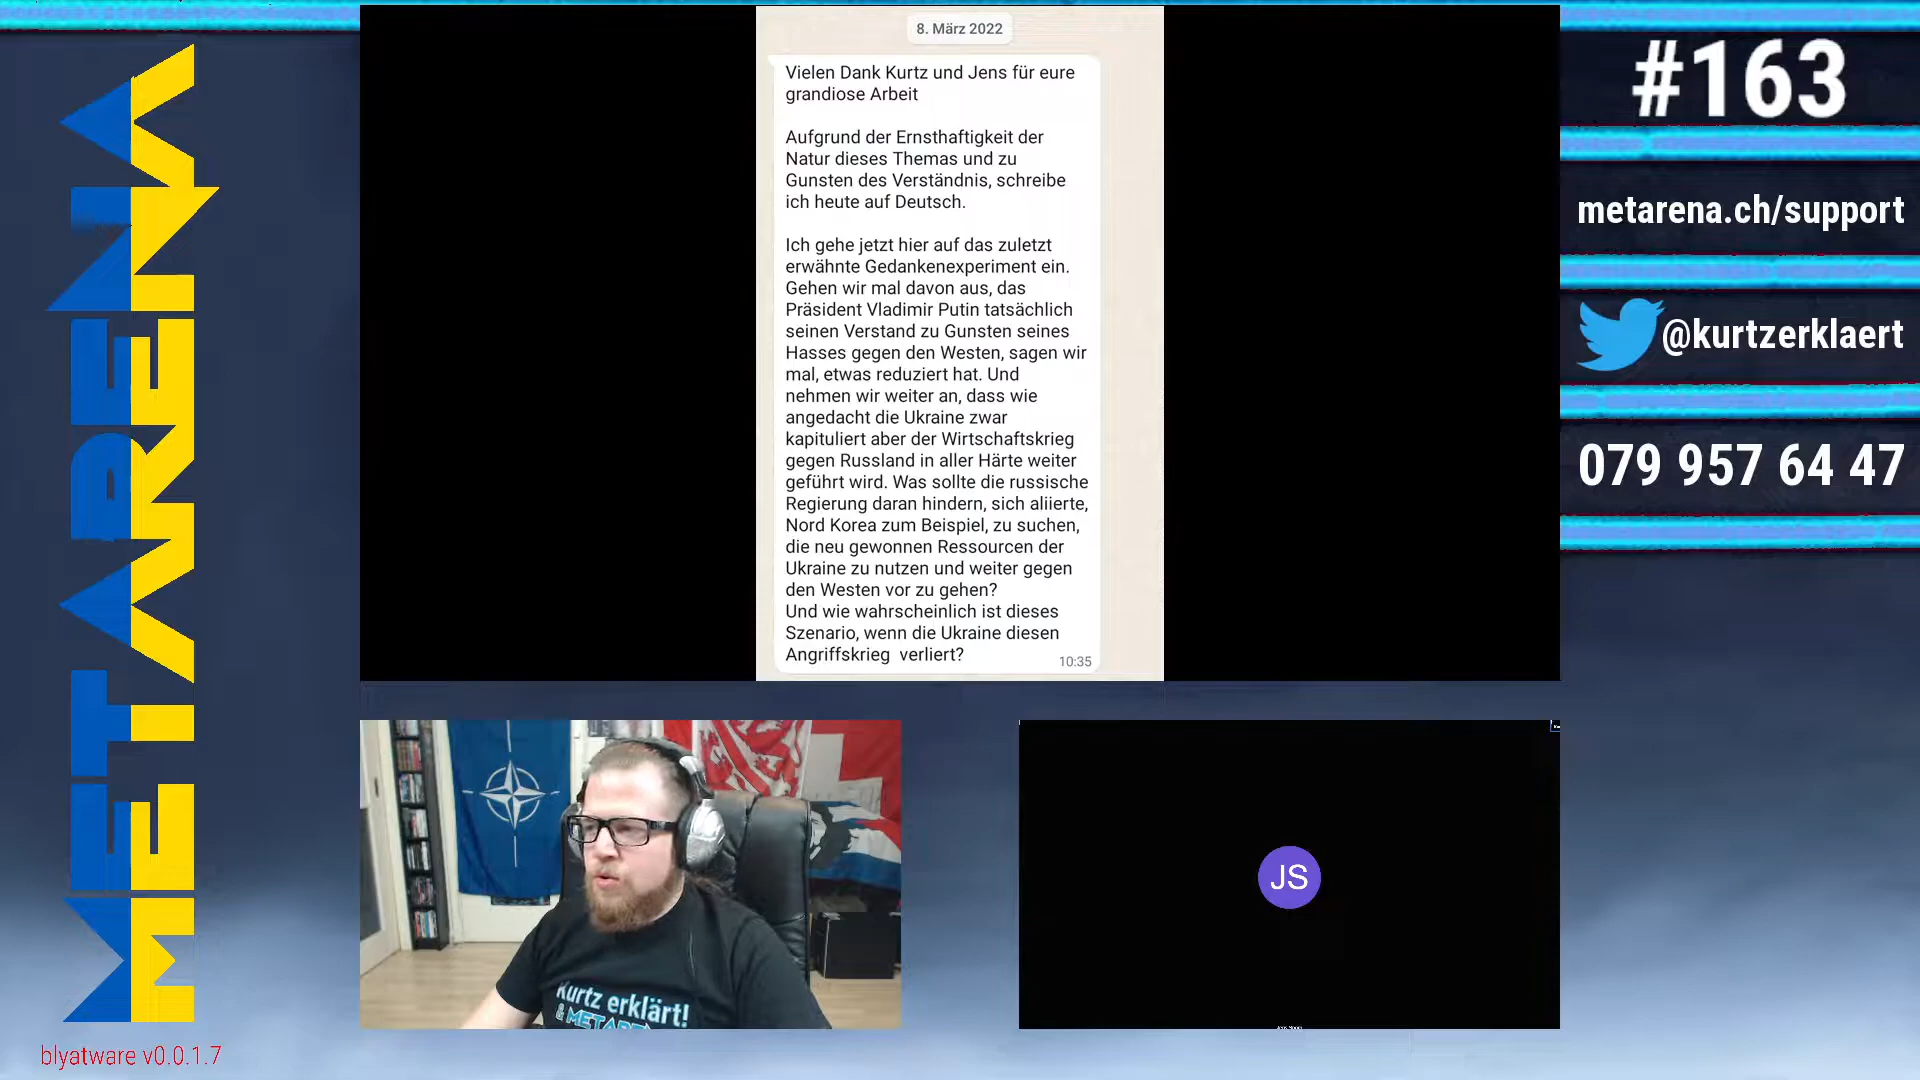 METARENA
8. März 2022
Vielen Dank Kurtz und Jens für eure
grandiose Arbeit
Aufgrund der Ernsthaftigkeit der
Natur dieses Themas und zu
Gunsten des Verständnis, schreibe
ich heute auf Deutsch.
Ich gehe jetzt hier auf das zuletzt
erwähnte Gedankenexperiment ein.
Gehen wir mal davon aus, das
Präsident Vladimir Putin tatsächlich
seinen Verstand zu Gunsten seines
Hasses gegen den Westen, sagen wir
mal, etwas reduziert hat. Und
nehmen wir weiter an, dass wie
angedacht die Ukraine zwar
kapituliert aber der Wirtschaftskrieg
gegen Russland in aller Härte weiter
geführt wird. Was sollte die russische
Regierung daran hindern, sich aliierte,
Nord Korea zum Beispiel, zu suchen,
die neu gewonnen Ressourcen der
Ukraine zu nutzen und weiter gegen
den Westen vor zu gehen?
Und wie wahrscheinlich ist dieses
Szenario, wenn die Ukraine diesen
Angriffskrieg verliert?
10:35
#163
metarena.ch/support
@kurtzerklaert
079 957 64 47
Kurtz erklärt!
& METARE
JS
blyatware v0.0.1.7